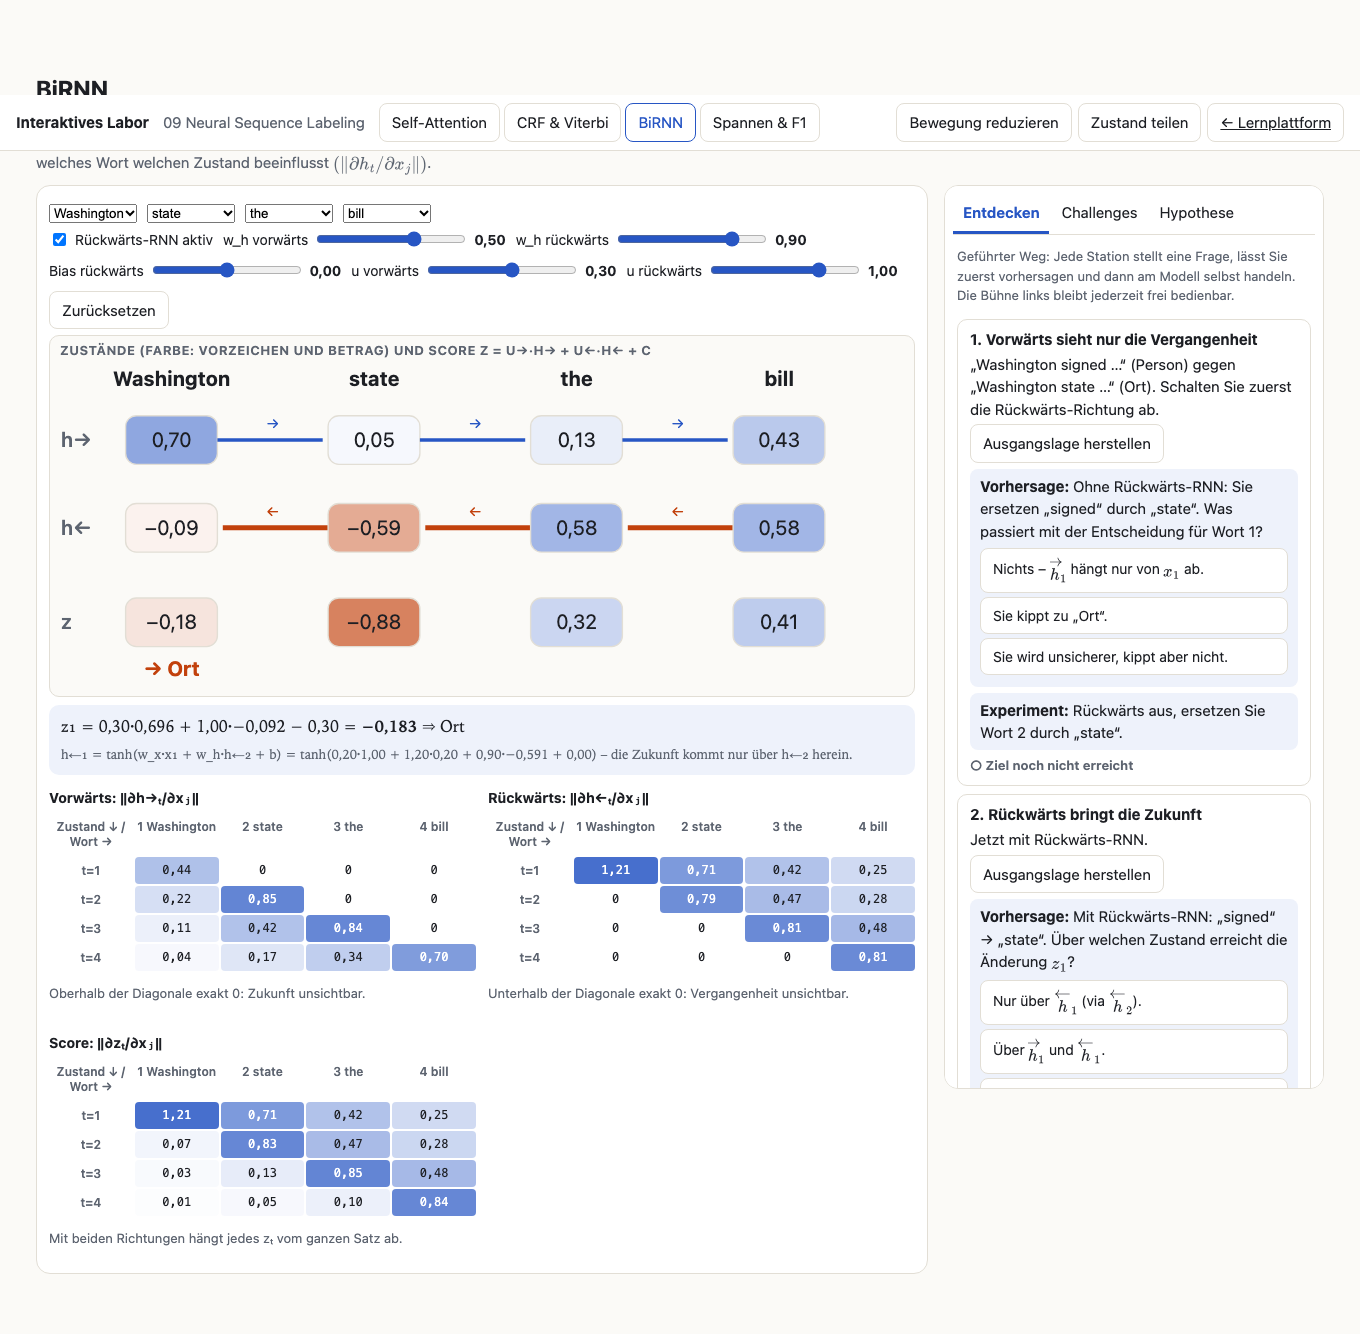 BiRNN
Interaktives Labor 09 Neural Sequence Labeling Self-Attention CRF & Viterbi BiRNN Spannen & F1 Bewegung reduzieren Zustand teilen ← Lernplattform
welches Wort welchen Zustand beeinflusst (‖∂hₜ/∂xⱼ‖).
Washington state the bill
Rückwärts-RNN aktiv w_h vorwärts 0,50 w_h rückwärts 0,90
Bias rückwärts 0,00 u vorwärts 0,30 u rückwärts 1,00
Zurücksetzen
ZUSTÄNDE (FARBE: VORZEICHEN UND BETRAG) UND SCORE Z = U→·H→ + U←·H← + C
Washington state the bill
→ → →
h→ 0,70 0,05 0,13 0,43
← ← ←
h← −0,09 −0,59 0,58 0,58
z −0,18 −0,88 0,32 0,41
→ Ort
z₁ = 0,30·0,696 + 1,00·−0,092 − 0,30 = −0,183 ⇒ Ort
h←₁ = tanh(w_x·x₁ + w_h·h←₂ + b) = tanh(0,20·1,00 + 1,20·0,20 + 0,90·−0,591 + 0,00) – die Zukunft kommt nur über h←₂ herein.
Vorwärts: ‖∂h→ₜ/∂xⱼ‖
Zustand ↓ / Wort → 1 Washington 2 state 3 the 4 bill
t=1 0,44 0 0 0
t=2 0,22 0,85 0 0
t=3 0,11 0,42 0,84 0
t=4 0,04 0,17 0,34 0,70
Oberhalb der Diagonale exakt 0: Zukunft unsichtbar.
Rückwärts: ‖∂h←ₜ/∂xⱼ‖
Zustand ↓ / Wort → 1 Washington 2 state 3 the 4 bill
t=1 1,21 0,71 0,42 0,25
t=2 0 0,79 0,47 0,28
t=3 0 0 0,81 0,48
t=4 0 0 0 0,81
Unterhalb der Diagonale exakt 0: Vergangenheit unsichtbar.
Score: ‖∂zₜ/∂xⱼ‖
Zustand ↓ / Wort → 1 Washington 2 state 3 the 4 bill
t=1 1,21 0,71 0,42 0,25
t=2 0,07 0,83 0,47 0,28
t=3 0,03 0,13 0,85 0,48
t=4 0,01 0,05 0,10 0,84
Mit beiden Richtungen hängt jedes zₜ vom ganzen Satz ab.
Entdecken Challenges Hypothese
Geführter Weg: Jede Station stellt eine Frage, lässt Sie
zuerst vorhersagen und dann am Modell selbst handeln.
Die Bühne links bleibt jederzeit frei bedienbar.
1. Vorwärts sieht nur die Vergangenheit
„Washington signed …“ (Person) gegen
„Washington state …“ (Ort). Schalten Sie zuerst
die Rückwärts-Richtung ab.
Ausgangslage herstellen
Vorhersage: Ohne Rückwärts-RNN: Sie
ersetzen „signed“ durch „state“. Was
passiert mit der Entscheidung für Wort 1?
Nichts – h⃗₁ hängt nur von x₁ ab.
Sie kippt zu „Ort“.
Sie wird unsicherer, kippt aber nicht.
Experiment: Rückwärts aus, ersetzen Sie
Wort 2 durch „state“.
○ Ziel noch nicht erreicht
2. Rückwärts bringt die Zukunft
Jetzt mit Rückwärts-RNN.
Ausgangslage herstellen
Vorhersage: Mit Rückwärts-RNN: „signed“
→ „state“. Über welchen Zustand erreicht die
Änderung z₁?
Nur über h⃖₁ (via h⃖₂).
Über h⃗₁ und h⃖₁.